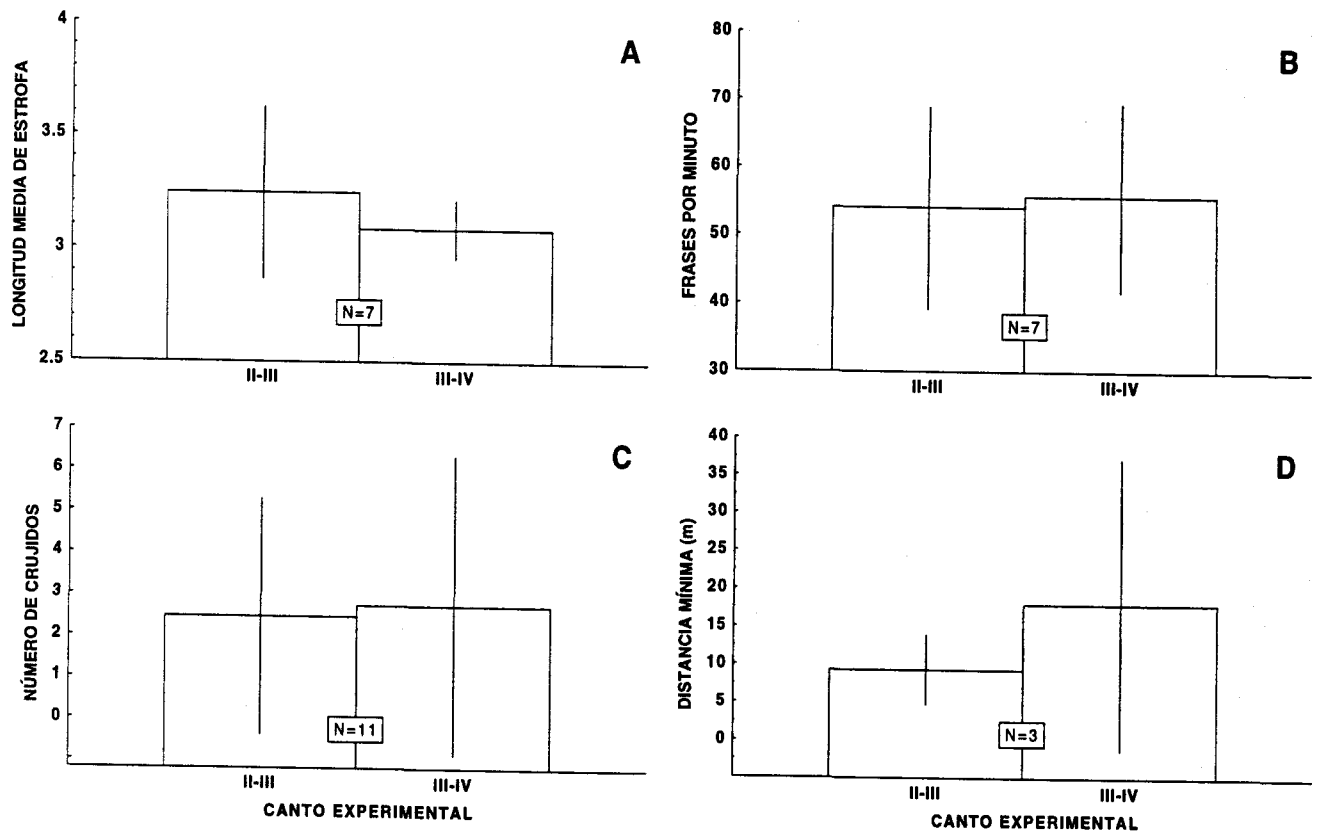 A
LONGITUD MEDIA DE ESTROFA
4
3.5
3
2.5
N=7
II-III
III-IV
B
FRASES POR MINUTO
80
70
60
50
40
30
N=7
II-III
III-IV
C
NÚMERO DE CRUJIDOS
7
6
5
4
3
2
1
0
N=11
II-III
III-IV
CANTO EXPERIMENTAL
D
DISTANCIA MÍNIMA (m)
40
35
30
25
20
15
10
5
0
N=3
II-III
III-IV
CANTO EXPERIMENTAL